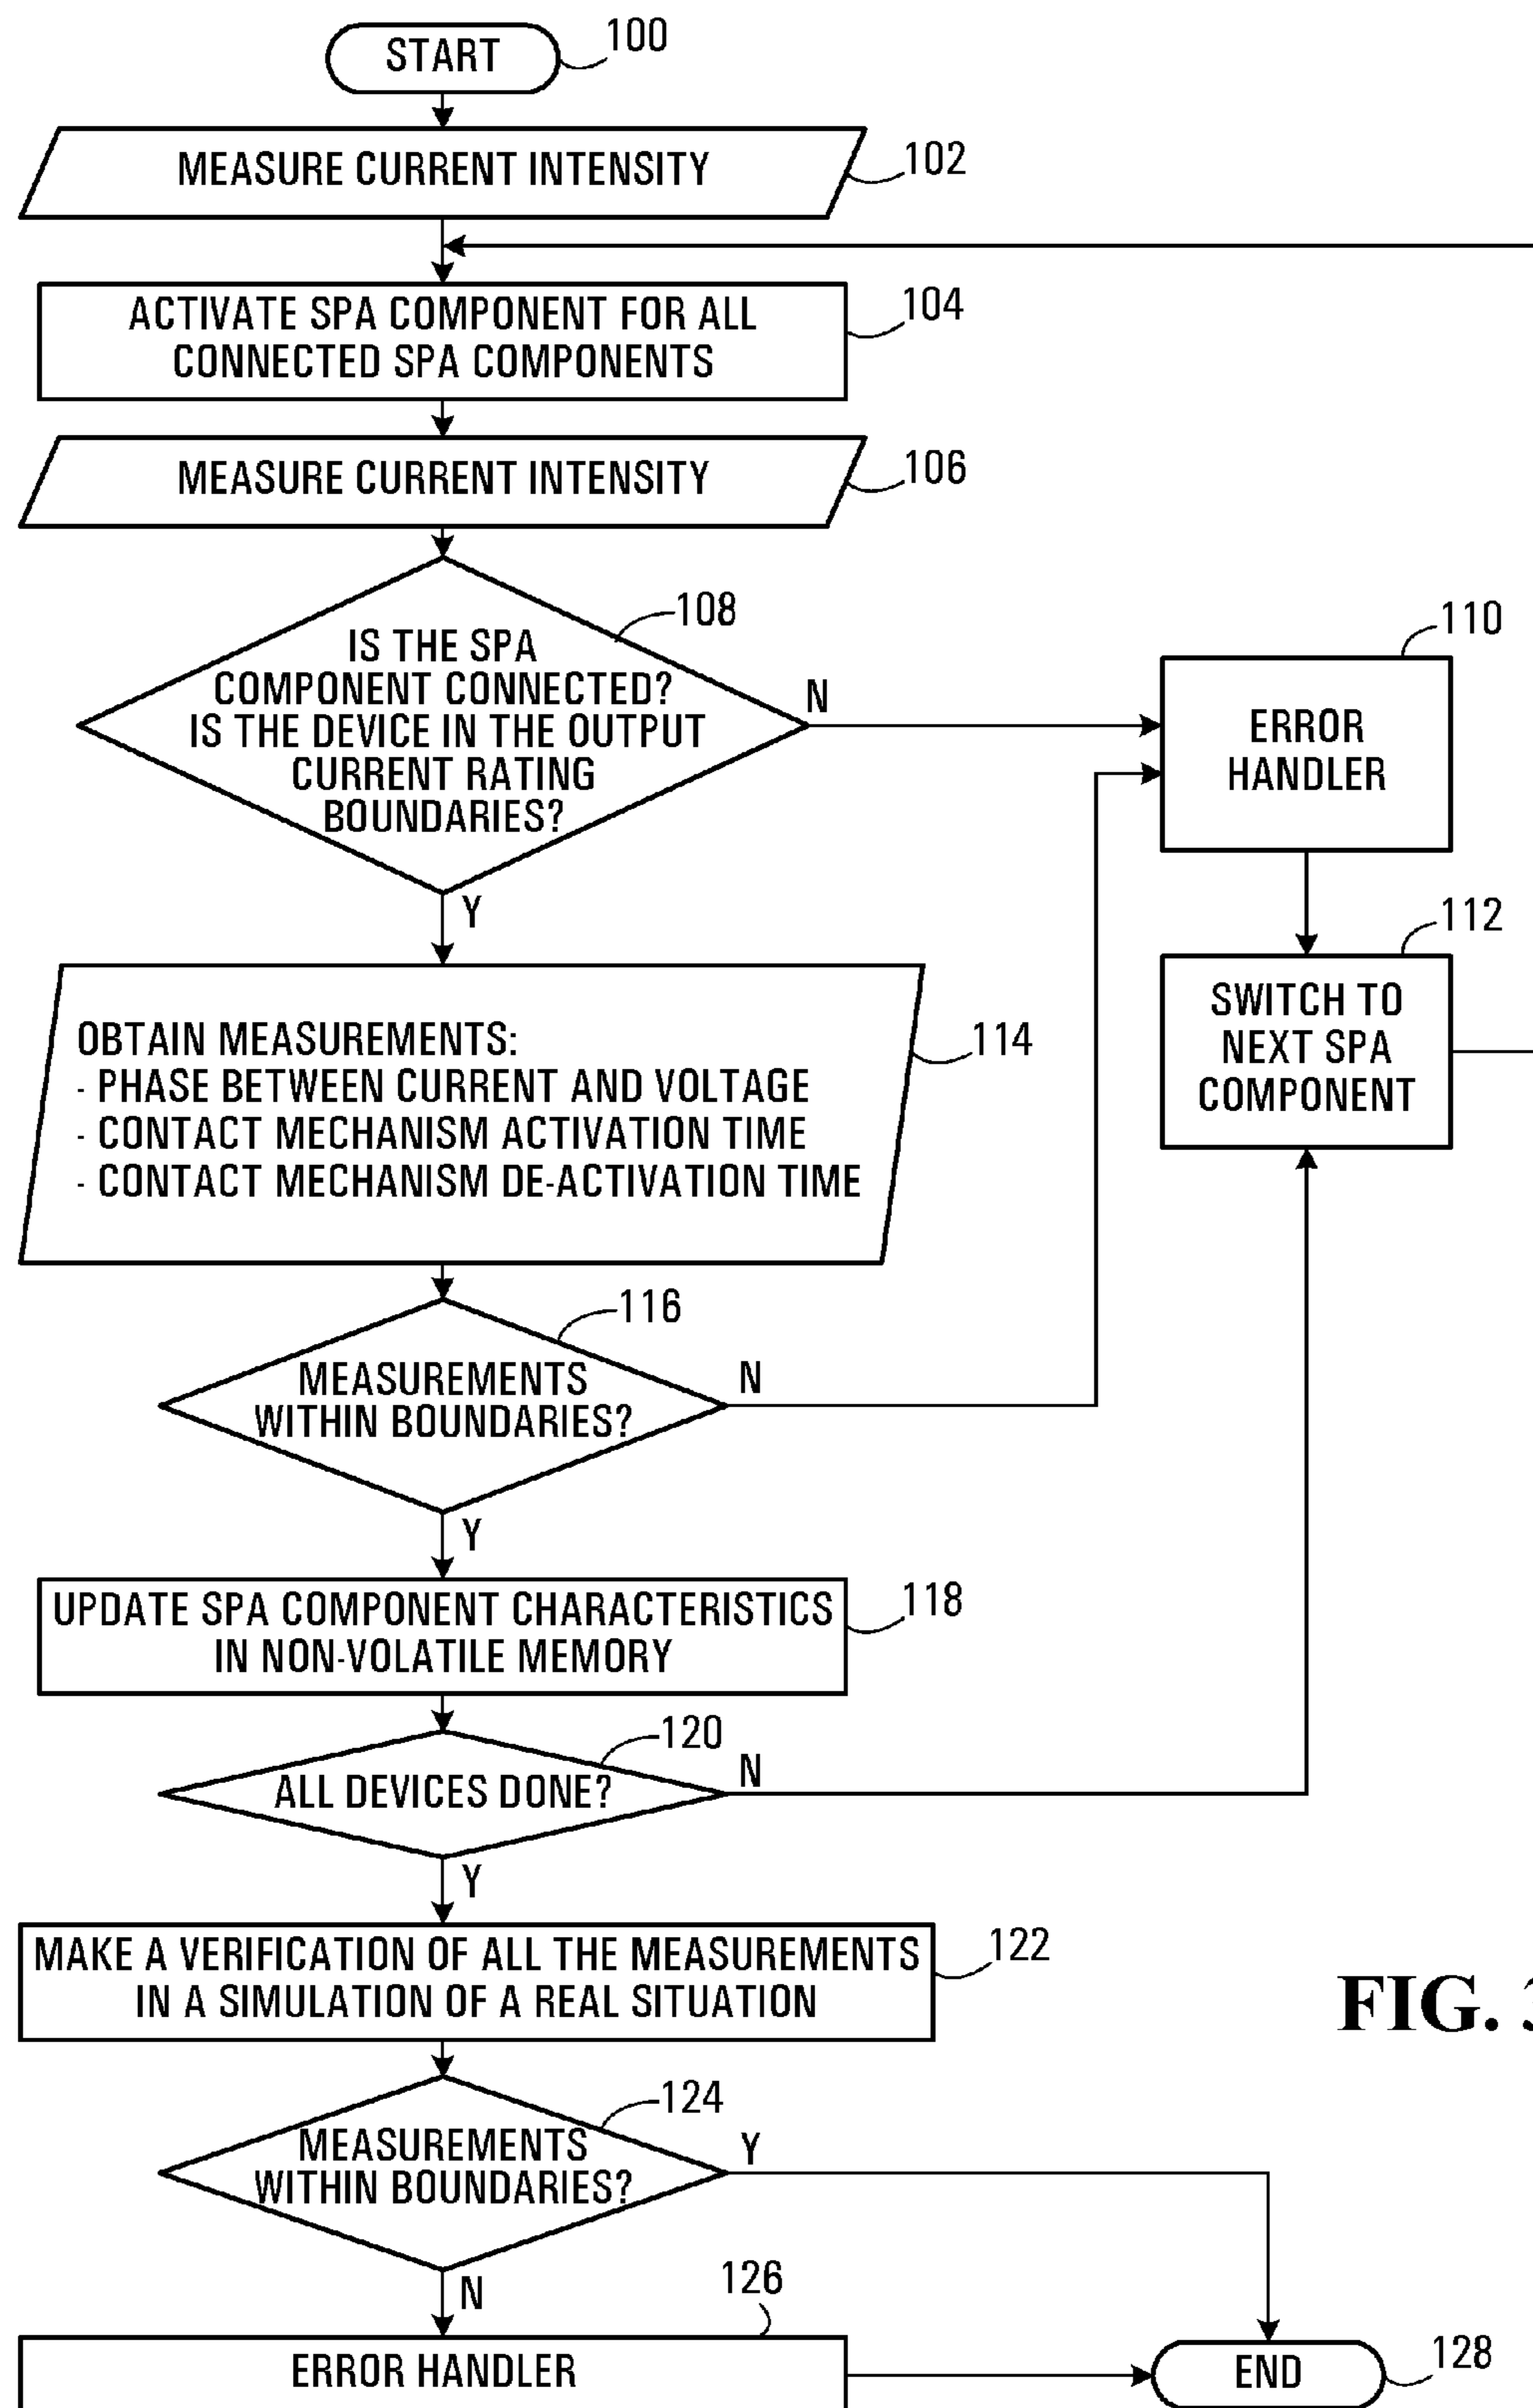 START
100
MEASURE CURRENT INTENSITY
102
ACTIVATE SPA COMPONENT FOR ALL
CONNECTED SPA COMPONENTS
104
MEASURE CURRENT INTENSITY
106
IS THE SPA
COMPONENT CONNECTED?
IS THE DEVICE IN THE OUTPUT
CURRENT RATING
BOUNDARIES?
108
N
Y
ERROR
HANDLER
110
SWITCH TO
NEXT SPA
COMPONENT
112
OBTAIN MEASUREMENTS:
- PHASE BETWEEN CURRENT AND VOLTAGE
- CONTACT MECHANISM ACTIVATION TIME
- CONTACT MECHANISM DE-ACTIVATION TIME
114
MEASUREMENTS
WITHIN BOUNDARIES?
116
N
Y
UPDATE SPA COMPONENT CHARACTERISTICS
IN NON-VOLATILE MEMORY
118
ALL DEVICES DONE?
120
N
Y
MAKE A VERIFICATION OF ALL THE MEASUREMENTS
IN A SIMULATION OF A REAL SITUATION
122
FIG.
MEASUREMENTS
WITHIN BOUNDARIES?
124
Y
N
ERROR HANDLER
126
END
128